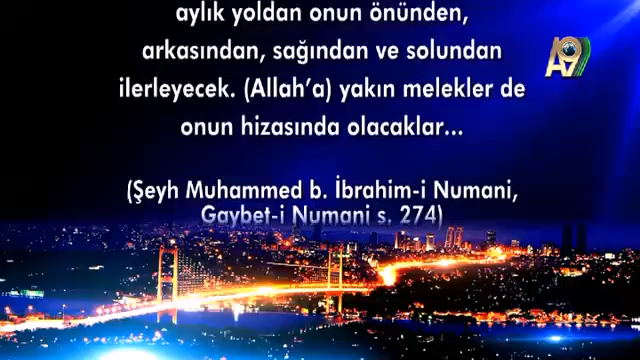 aylık yoldan onun önünden,
arkasından, sağından ve solundan
ilerleyecek. (Allah’a) yakın melekler de
onun hizasında olacaklar...
(Şeyh Muhammed b. İbrahim-i Numani,
Gaybet-i Numani s. 274)
A9